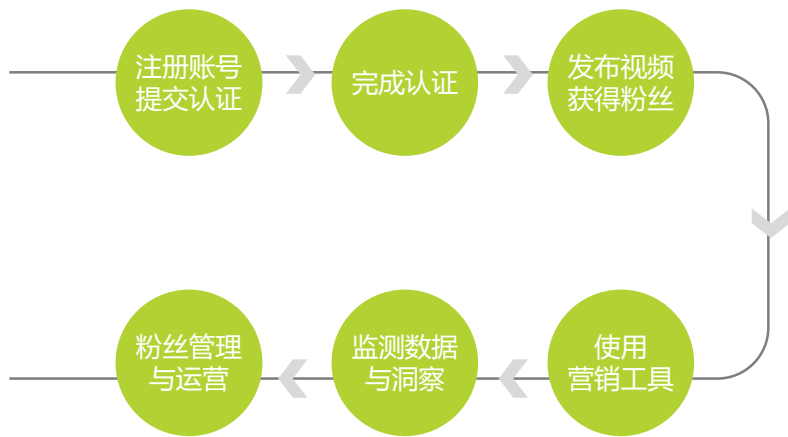 注册账号
提交认证
完成认证
发布视频
获得粉丝
使用
营销工具
监测数据
与洞察
粉丝管理
与运营